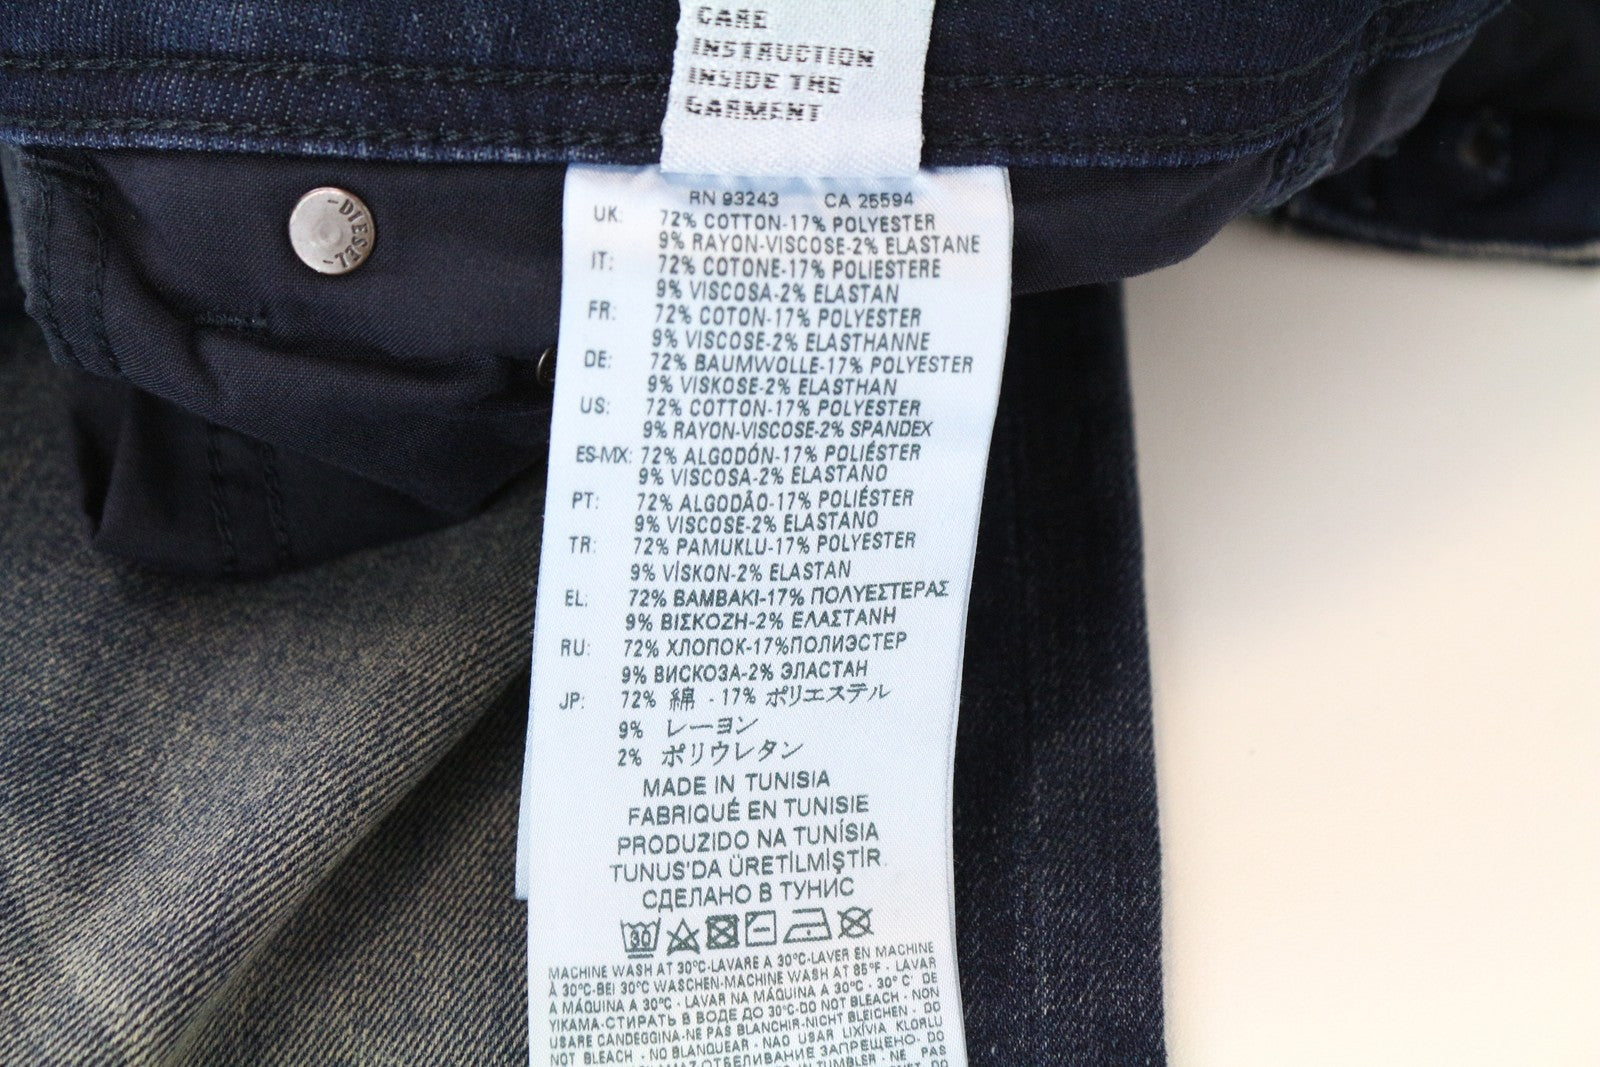 CARE
INSTRUCTION
INSIDE THE
GARMENT
-DIESEL-
RN 93243 CA 25594
UK: 72% COTTON-17% POLYESTER
9% RAYON-VISCOSE-2% ELASTANE
IT: 72% COTONE-17% POLIESTERE
9% VISCOSA-2% ELASTAN
FR: 72% COTON-17% POLYESTER
9% VISCOSE-2% ELASTHANNE
DE: 72% BAUMWOLLE-17% POLYESTER
9% VISKOSE-2% ELASTHAN
US: 72% COTTON-17% POLYESTER
9% RAYON-VISCOSE-2% SPANDEX
ES-MX: 72% ALGODÓN-17% POLIÉSTER
9% VISCOSA-2% ELASTANO
PT: 72% ALGODÃO-17% POLIÉSTER
9% VISCOSE-2% ELASTANO
TR: 72% PAMUKLU-17% POLYESTER
9% VİSKON-2% ELASTAN
EL: 72% ΒΑΜΒΑΚΙ-17% ΠΟΛΥΕΣΤΕΡΑΣ
9% ΒΙΣΚΟΖΗ-2% ΕΛΑΣΤΑΝΗ
RU: 72% ХЛОПОК-17%ПОЛИЭСТЕР
9% ВИСКОЗА-2% ЭЛАСТАН
JP: 72% 綿 - 17% ポリエステル
9% レーヨン
2% ポリウレタン
MADE IN TUNISIA
FABRIQUÉ EN TUNISIE
PRODUZIDO NA TUNÍSIA
TUNUS'DA ÜRETİLMİŞTİR.
СДЕЛАНО В ТУНИС
30
MACHINE WASH AT 30°C-LAVARE A 30°C-LAVER EN MACHINE
À 30°C-BEI 30°C WASCHEN-MACHINE WASH AT 85°F - LAVAR
A MÁQUINA A 30°C - LAVAR NA MÁQUINA A 30°C - 30° C' DE
YIKAMA-СТИРАТЬ В ВОДЕ ДО 30°C-DO NOT BLEACH - NON
USARE CANDEGGINA-NE PAS BLANCHIR-NICHT BLEICHEN - DO
NOT BLEACH - NO BLANQUEAR - NAO USAR LIXÍVIA KLORLU
ОТБЕЛИВАНИЕ ЗАПРЕЩЕНО- DO
IN TUMBLER - NE PAS